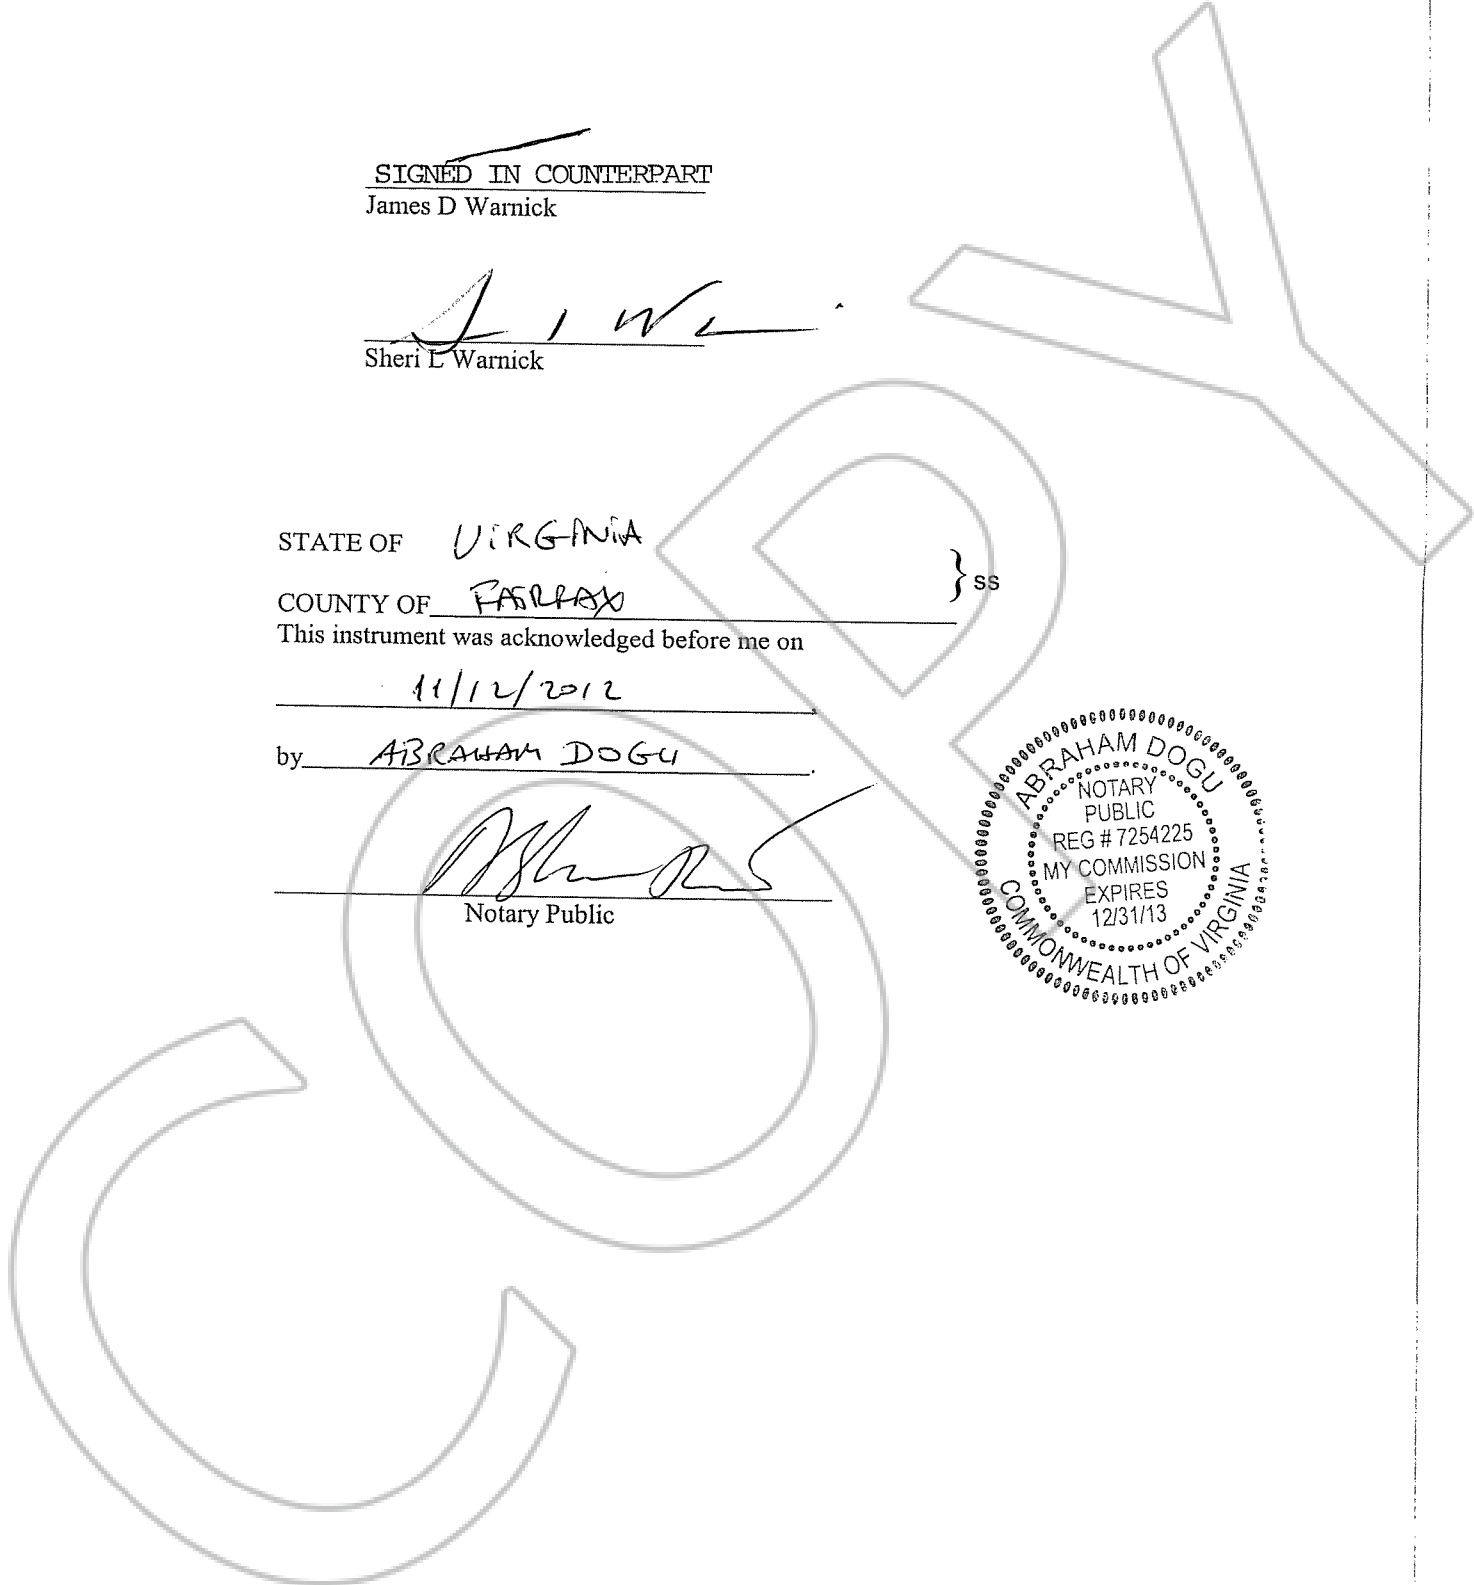 SIGNED IN COUNTERPART
James D Warnick
Sheri L Warnick
STATE OF VIRGINIA
} ss
COUNTY OF FAIRFAX
This instrument was acknowledged before me on
11/12/2012
by ABRAHAM DOGU.
Notary Public
ABRAHAM DOGU
NOTARY
PUBLIC
REG # 7254225
MY COMMISSION
EXPIRES
12/31/13
COMMONWEALTH OF VIRGINIA
COPY